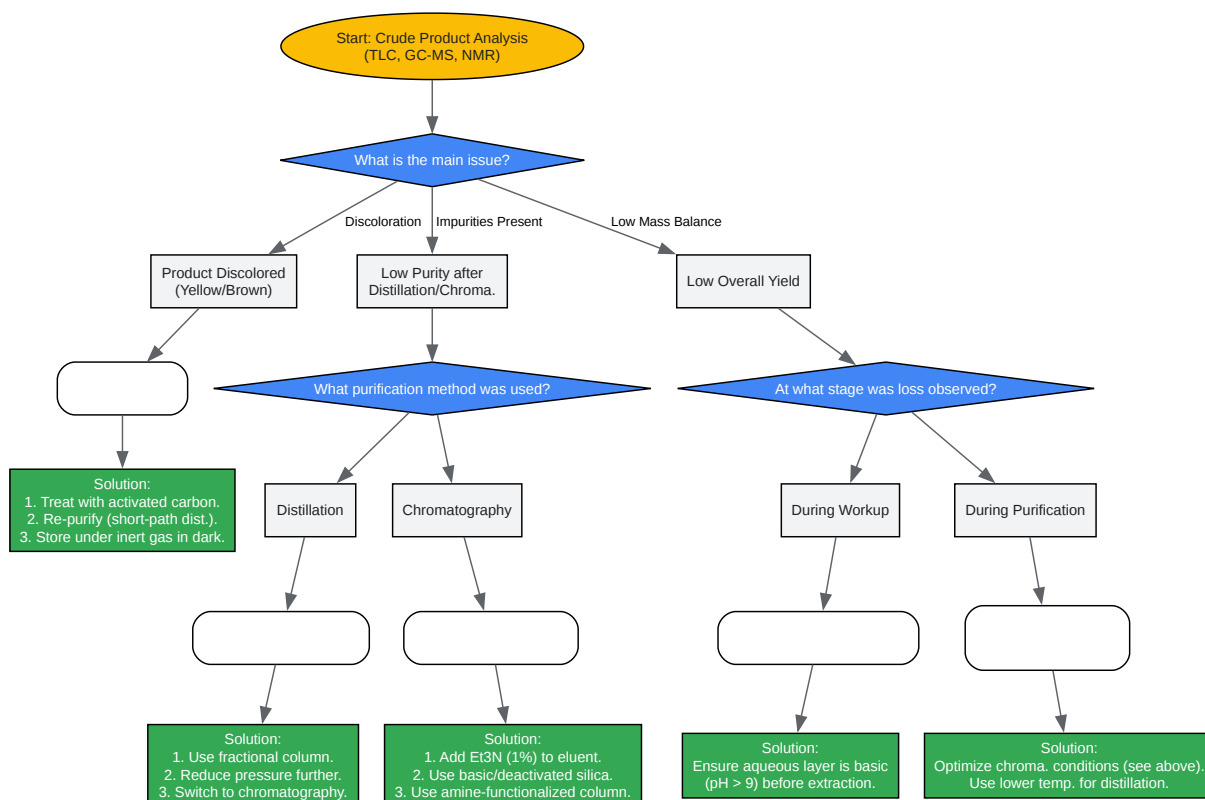 Start: Crude Product Analysis
(TLC, GC-MS, NMR)
What is the main issue?
Discoloration
Impurities Present
Low Mass Balance
Product Discolored
(Yellow/Brown)
Low Purity after
Distillation/Chroma.
Low Overall Yield
What purification method was used?
At what stage was loss observed?
Solution:
1. Treat with activated carbon.
2. Re-purify (short-path dist.).
3. Store under inert gas in dark.
Distillation
Chromatography
During Workup
During Purification
Solution:
1. Use fractional column.
2. Reduce pressure further.
3. Switch to chromatography.
Solution:
1. Add Et3N (1%) to eluent.
2. Use basic/deactivated silica.
3. Use amine-functionalized column.
Solution:
Ensure aqueous layer is basic
(pH > 9) before extraction.
Solution:
Optimize chroma. conditions (see above).
Use lower temp. for distillation.